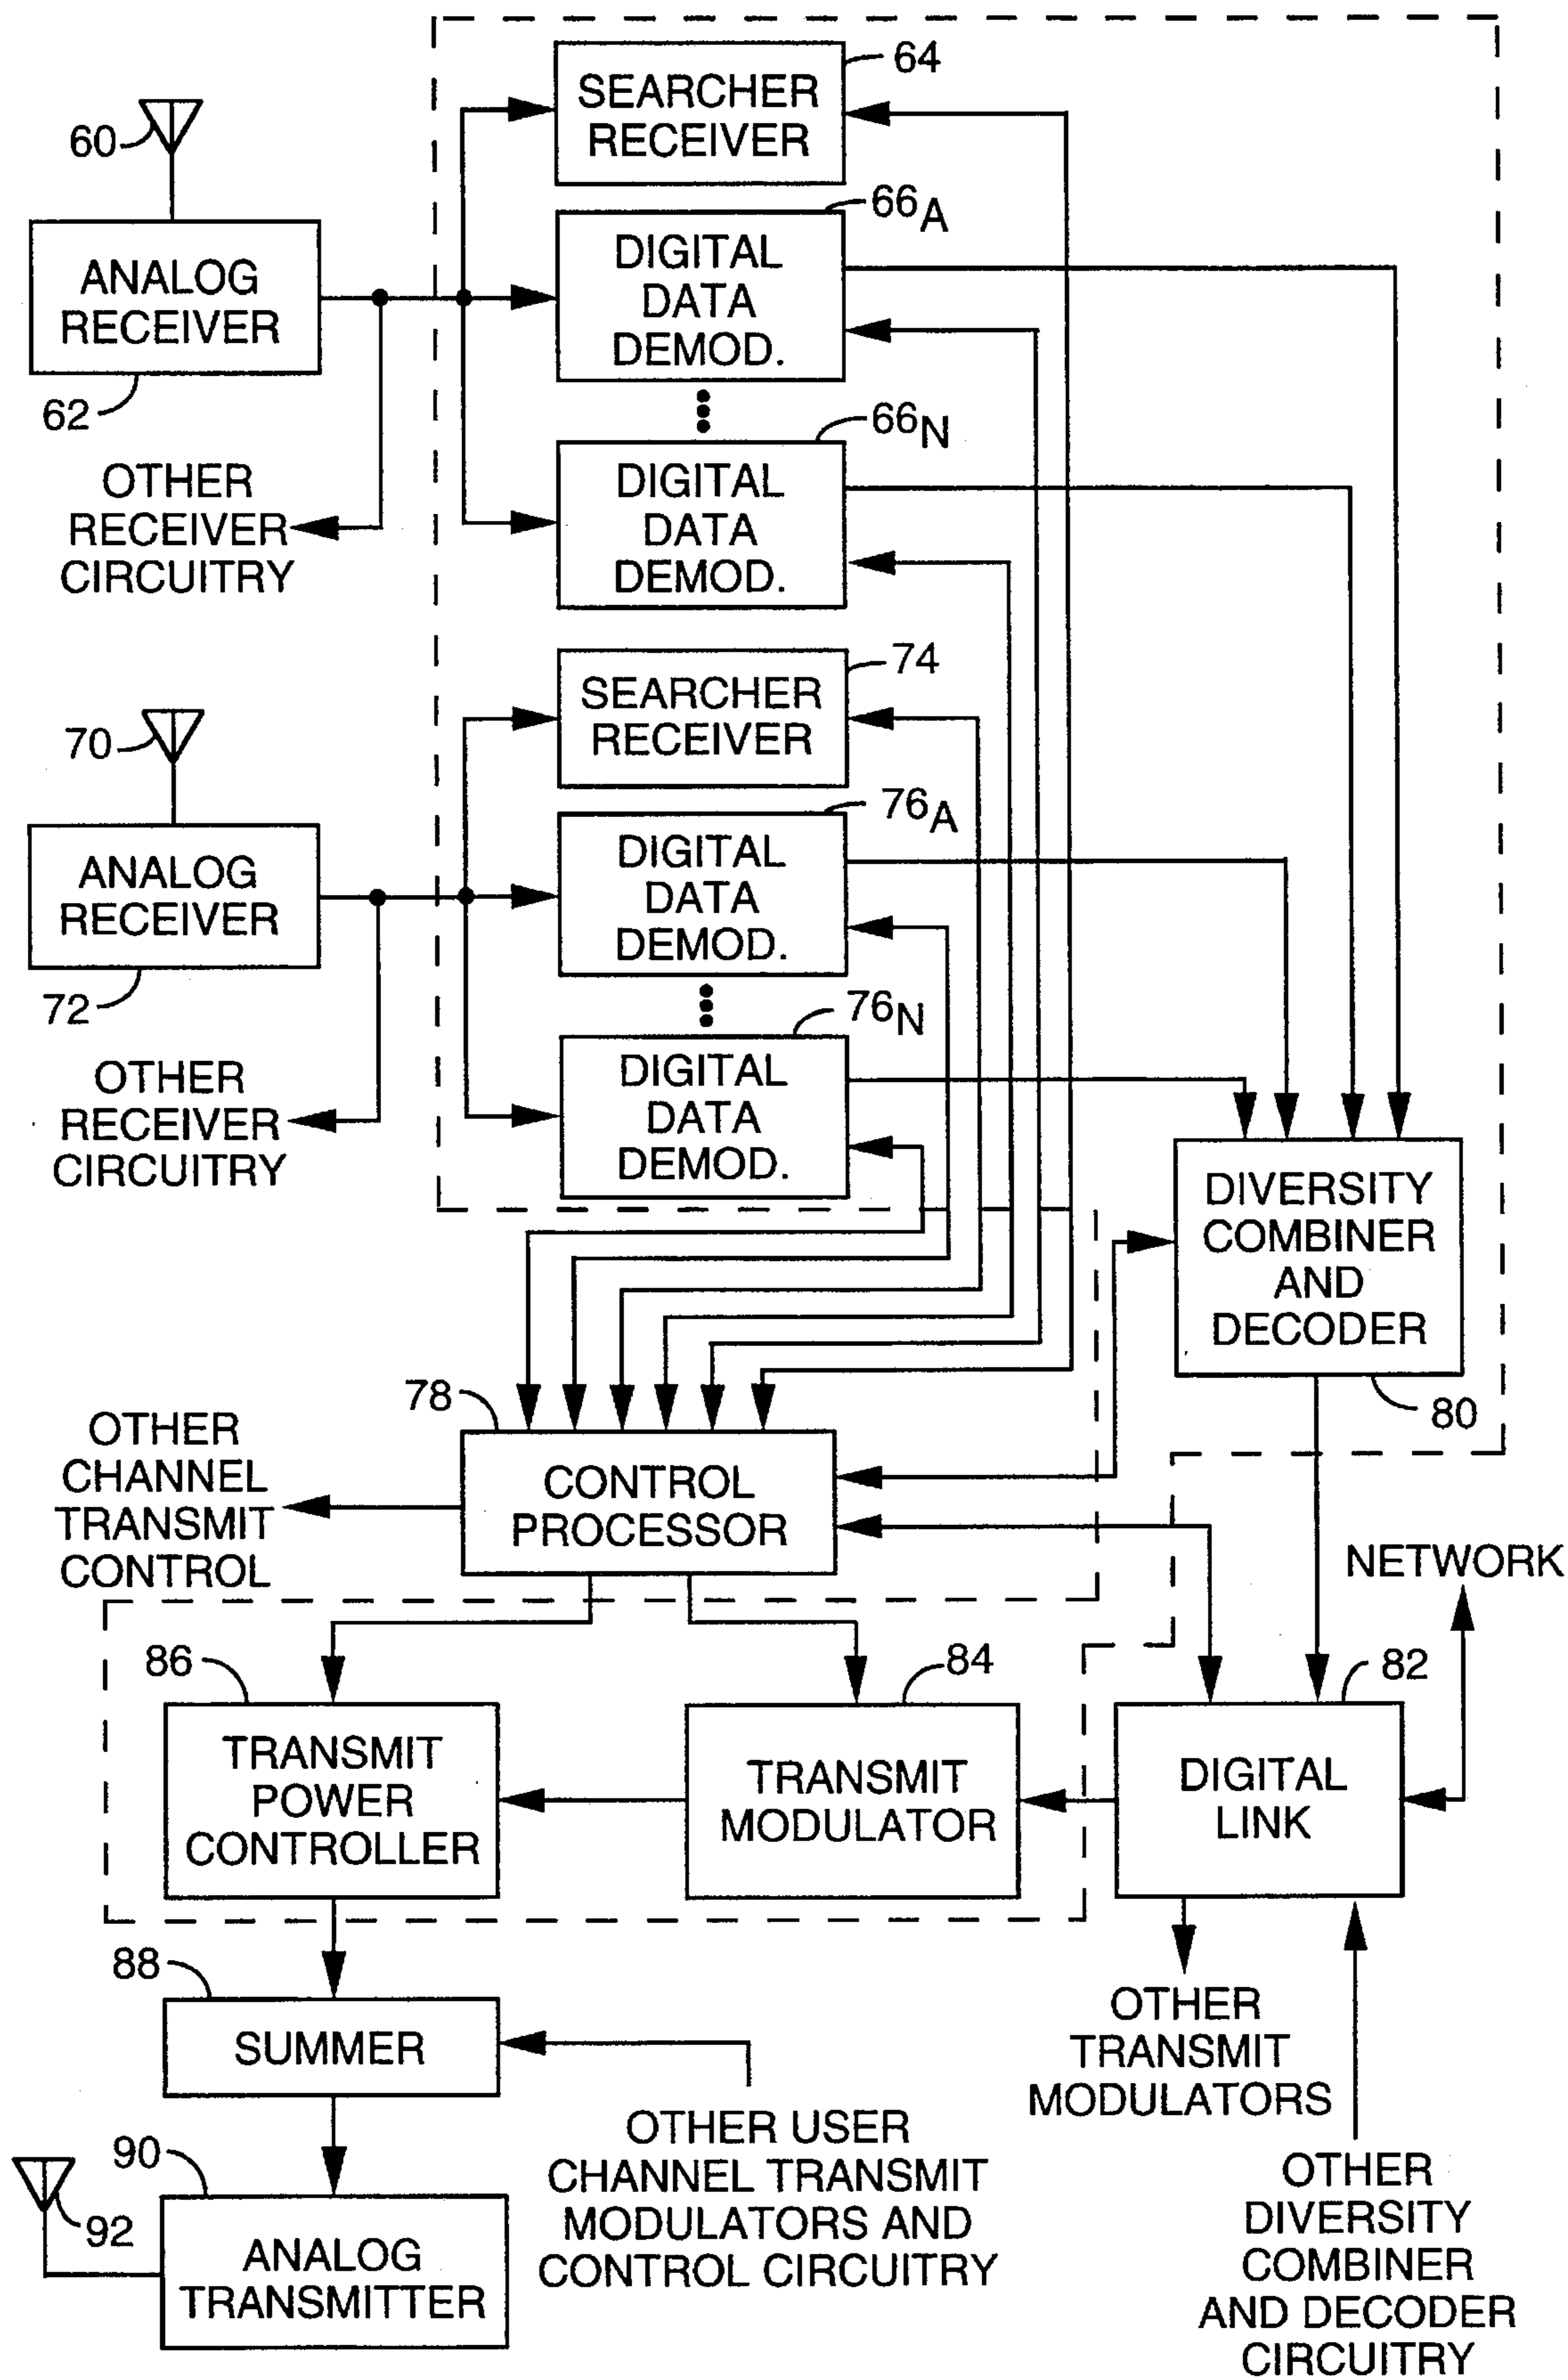 64
SEARCHER
RECEIVER
60
66A
ANALOG
RECEIVER
DIGITAL
DATA
DEMOD.
62
66N
OTHER
RECEIVER
CIRCUITRY
DIGITAL
DATA
DEMOD.
74
SEARCHER
RECEIVER
70
76A
ANALOG
RECEIVER
DIGITAL
DATA
DEMOD.
72
76N
OTHER
RECEIVER
CIRCUITRY
DIGITAL
DATA
DEMOD.
DIVERSITY
COMBINER
AND
DECODER
80
78
OTHER
CHANNEL
TRANSMIT
CONTROL
CONTROL
PROCESSOR
NETWORK
86
84
82
TRANSMIT
POWER
CONTROLLER
TRANSMIT
MODULATOR
DIGITAL
LINK
88
SUMMER
OTHER
TRANSMIT
MODULATORS
OTHER USER
CHANNEL TRANSMIT
MODULATORS AND
CONTROL CIRCUITRY
90
92
ANALOG
TRANSMITTER
OTHER
DIVERSITY
COMBINER
AND DECODER
CIRCUITRY